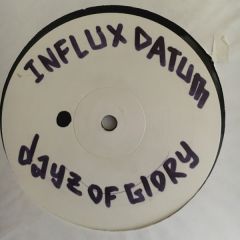 INFLUX DATUM
dayz OF GlORY